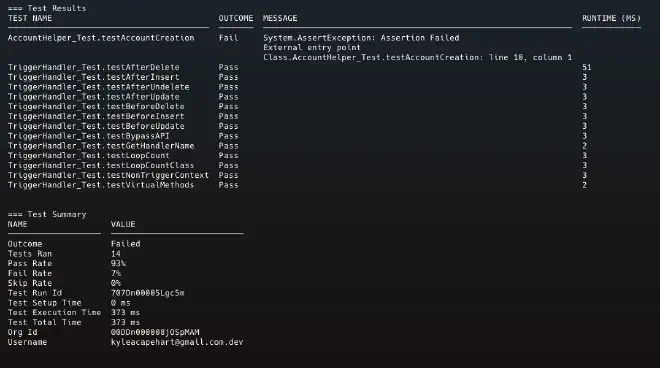 === Test Results
TEST NAME OUTCOME MESSAGE RUNTIME (MS)
AccountHelper_Test.testAccountCreation Fail System.AssertException: Assertion Failed
External entry point
Class.AccountHelper_Test.testAccountCreation: line 10, column 1
TriggerHandler_Test.testAfterDelete Pass 51
TriggerHandler_Test.testAfterInsert Pass 3
TriggerHandler_Test.testAfterUndelete Pass 3
TriggerHandler_Test.testAfterUpdate Pass 3
TriggerHandler_Test.testBeforeDelete Pass 3
TriggerHandler_Test.testBeforeInsert Pass 3
TriggerHandler_Test.testBeforeUpdate Pass 3
TriggerHandler_Test.testBypassAPI Pass 3
TriggerHandler_Test.testGetHandlerName Pass 2
TriggerHandler_Test.testLoopCount Pass 3
TriggerHandler_Test.testLoopCountClass Pass 3
TriggerHandler_Test.testNonTriggerContext Pass 3
TriggerHandler_Test.testVirtualMethods Pass 2
=== Test Summary
NAME VALUE
Outcome Failed
Tests Ran 14
Pass Rate 93%
Fail Rate 7%
Skip Rate 0%
Test Run Id 707Dn00005Lgc5m
Test Setup Time 0 ms
Test Execution Time 373 ms
Test Total Time 373 ms
Org Id 00DDn000008jOSpMAM
Username kyleacapehart@gmail.com.dev